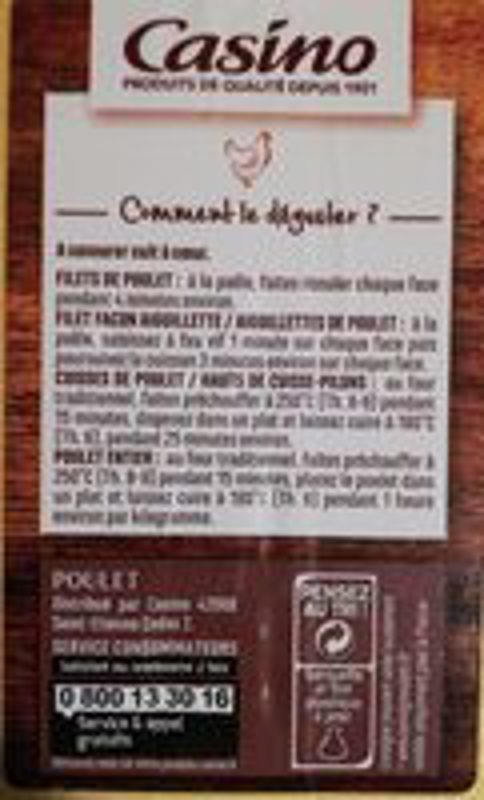 Casino
PRODUITS DE QUALITÉ DEPUIS 1901
Comment le déguster ?
A consommer cuit à cœur.
FILETS DE POULET : à la poêle, faites rissoler chaque face
pendant 4 minutes environ.
FILET FACON AIGUILLETTE / AIGUILLETTES DE POULET : à la
poêle, saisissez à feu vif 1 minute sur chaque face puis
poursuivez la cuisson 3 minutes environ sur chaque face.
CUISSES DE POULET / HAUTS DE CUISSE-PILONS : au four
traditionnel, faites préchauffer à 250°C (Th. 8-9) pendant
15 minutes, disposez dans un plat et laissez cuire à 180°C
(Th. 6), pendant 25 minutes environ.
POULET ENTIER : au four traditionnel, faites préchauffer à
250°C (Th. 8-9) pendant 15 minutes, placez le poulet dans
un plat et laissez cuire à 180°C (Th. 6) pendant 1 heure
environ par kilogramme.
POULET
Distribué par Casino
Saint-Etienne Cedex 2
SERVICE CONSOMMATEURS
0 800 13 30 16
Service & appel
gratuits
PENSEZ
AU TRI !